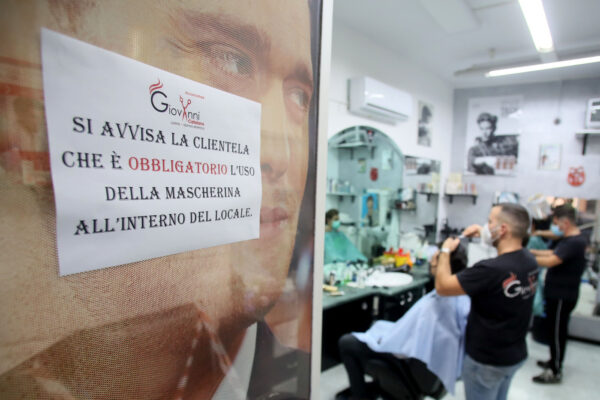 Giovanni
SI AVVISA LA CLIENTELA
CHE È OBBLIGATORIO L'USO
DELLA MASCHERINA
ALL'INTERNO DEL LOCALE.